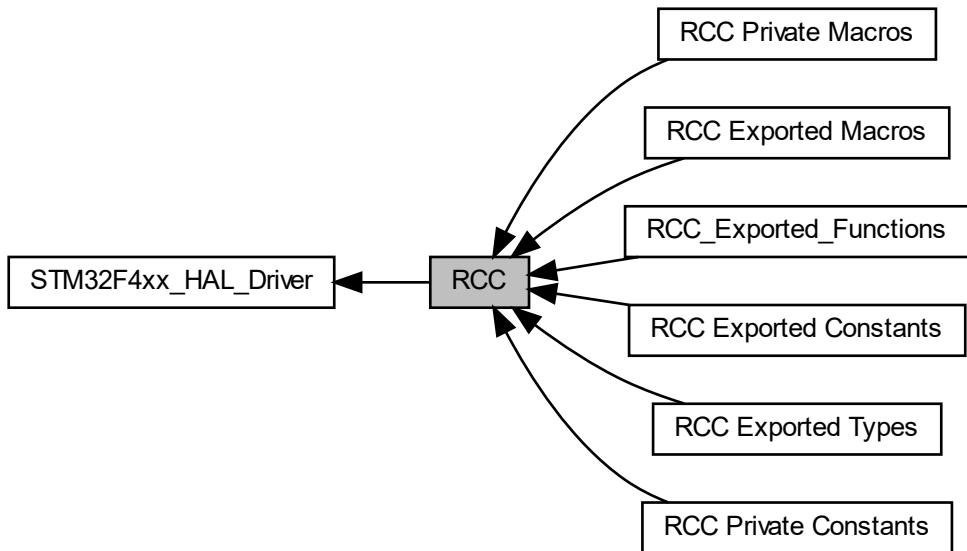 RCC Private Macros
RCC Exported Macros
RCC_Exported_Functions
STM32F4xx_HAL_Driver
RCC
RCC Exported Constants
RCC Exported Types
RCC Private Constants